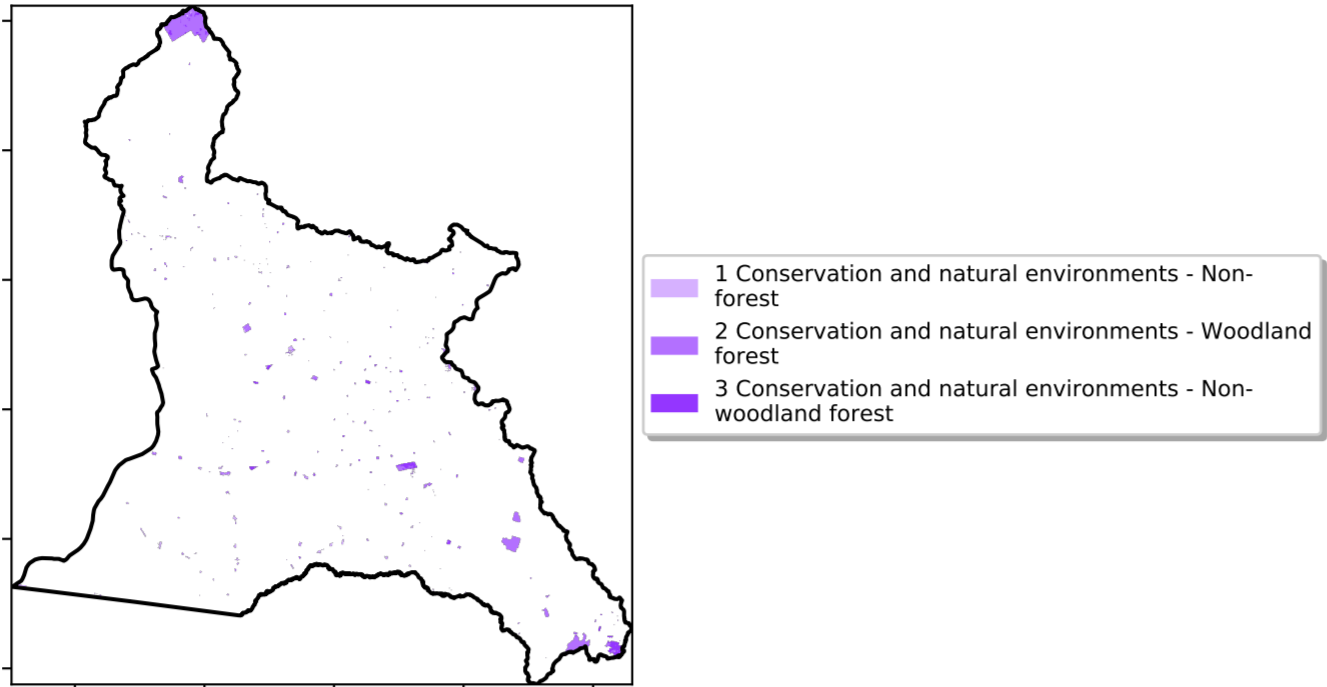 1 Conservation and natural environments - Non-
forest
2 Conservation and natural environments - Woodland
forest
3 Conservation and natural environments - Non-
woodland forest